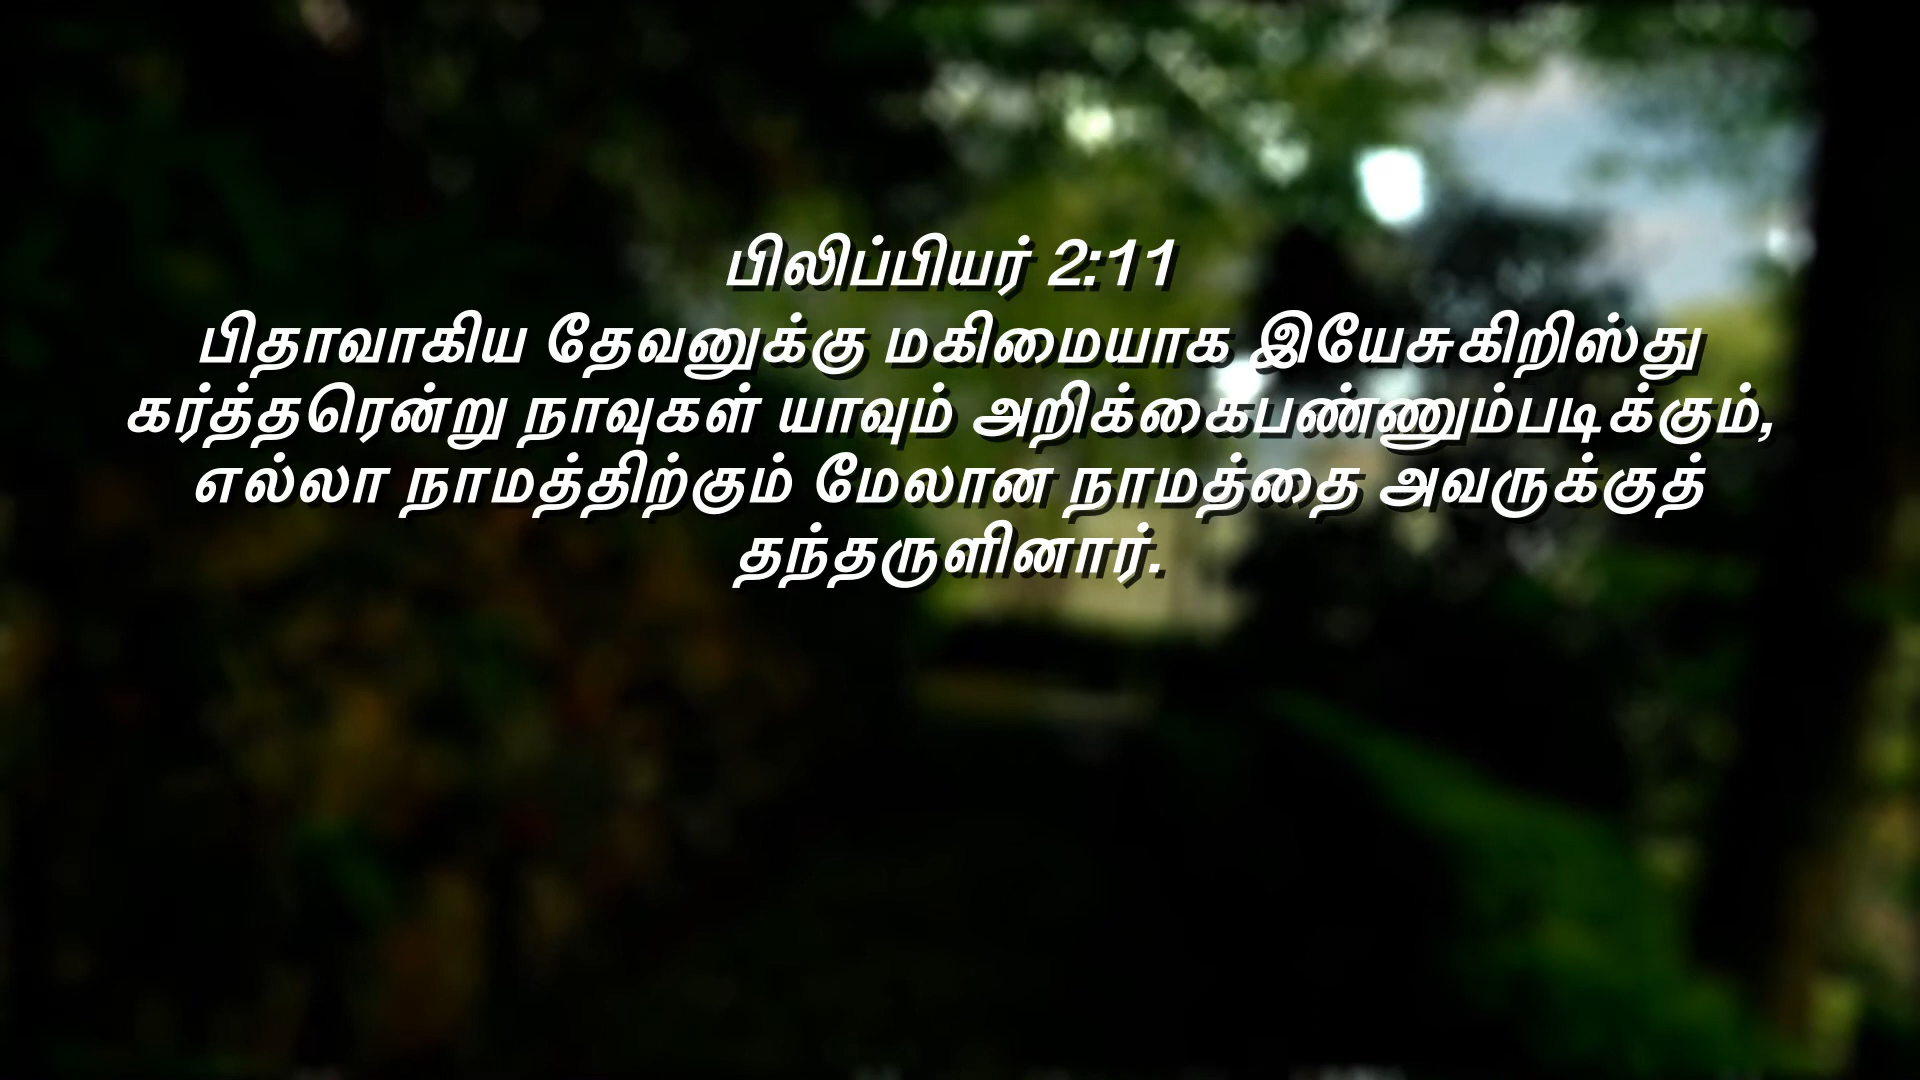 பிலிப்பியர் 2:11
பிதாவாகிய தேவனுக்கு மகிமையாக இயேசுகிறிஸ்து
கர்த்தரென்று நாவுகள் யாவும் அறிக்கைபண்ணும்படிக்கும்,
எல்லா நாமத்திற்கும் மேலான நாமத்தை அவருக்குத்
தந்தருளினார்.